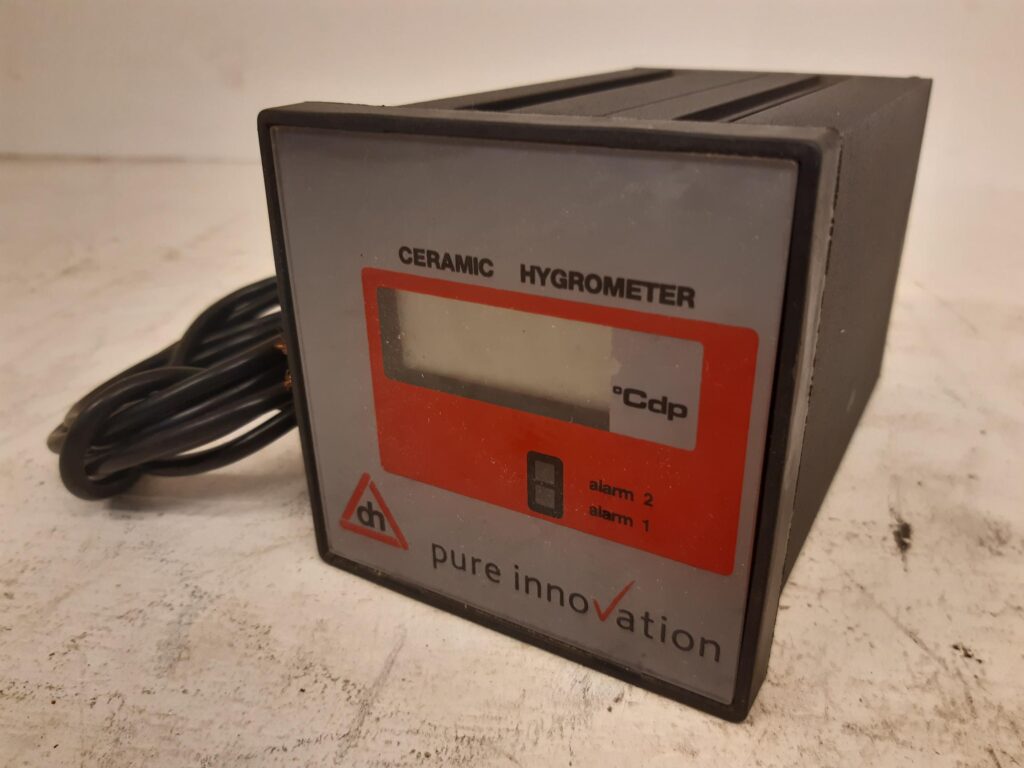 CERAMIC HYGROMETER
°Cdp
alarm 2
alarm 1
dh
pure innovation